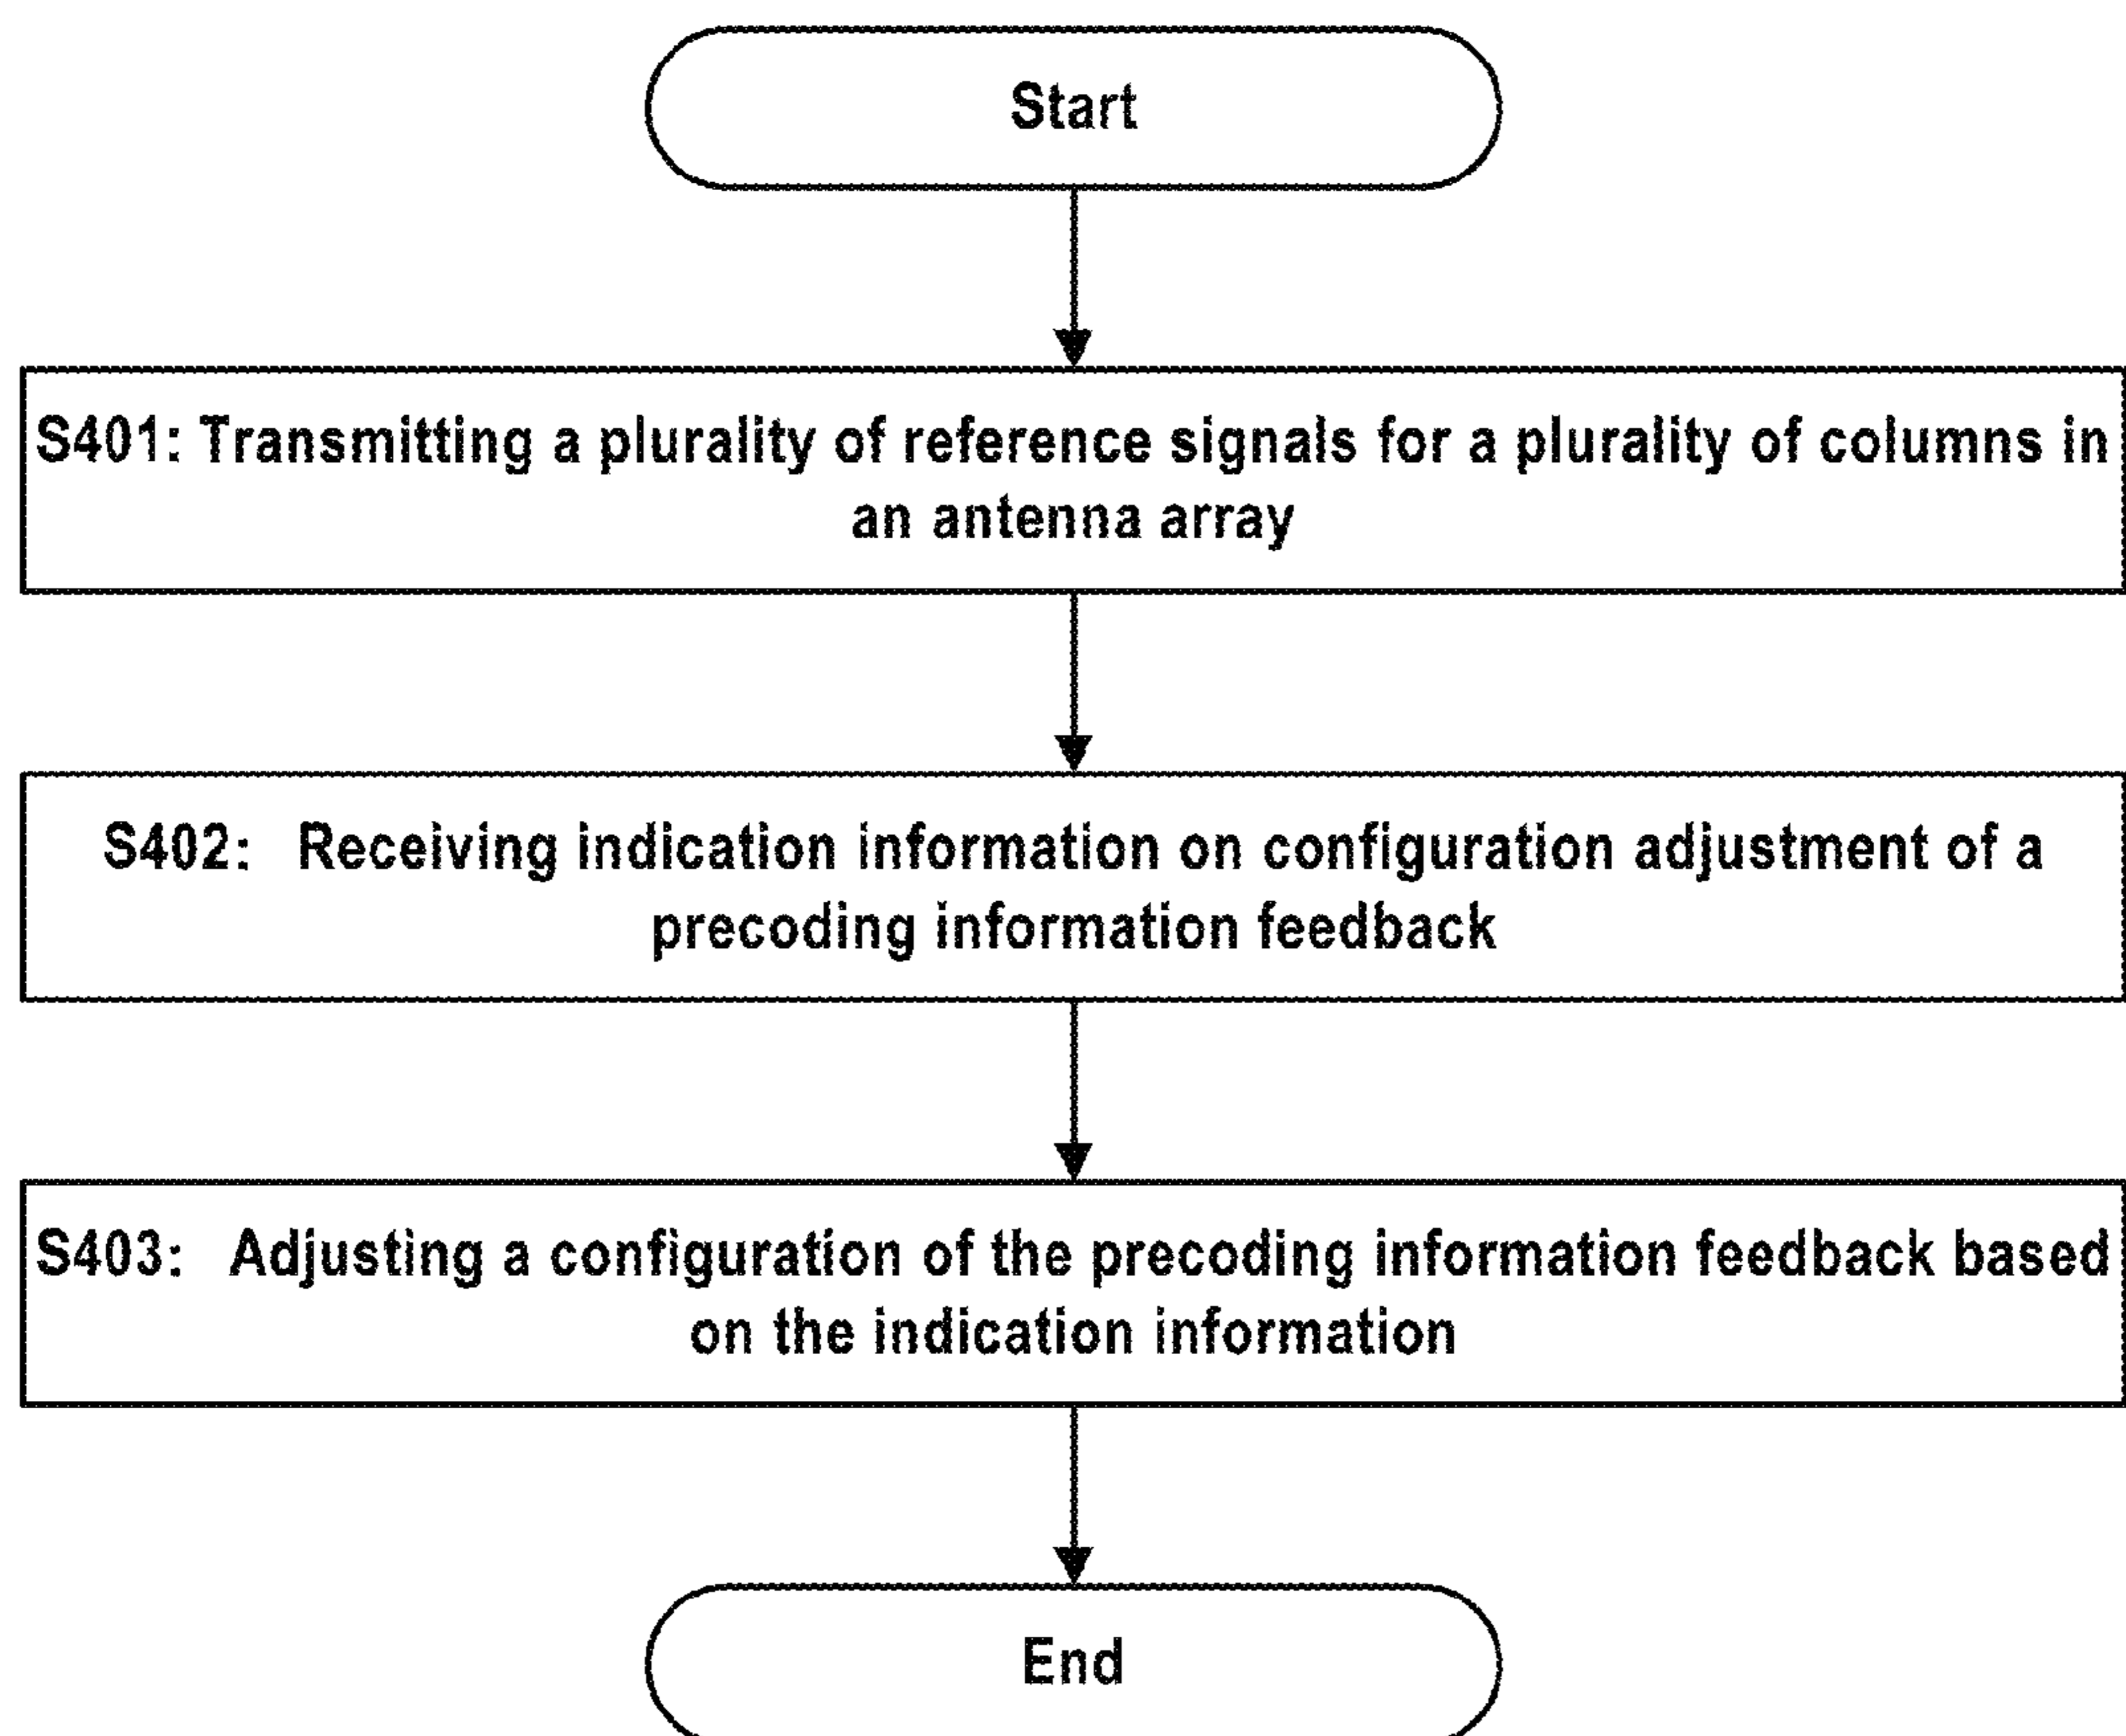 Start
S401: Transmitting a plurality of reference signals for a plurality of columns in
an antenna array
S402: Receiving indication information on configuration adjustment of a
precoding information feedback
S403: Adjusting a configuration of the precoding information feedback based
on the indication information
End